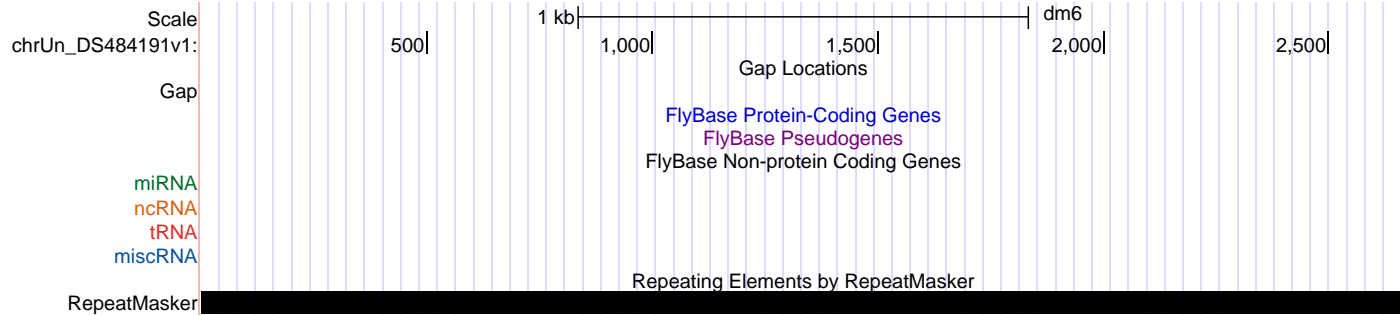 Scale 1 kb dm6
chrUn_DS484191v1: 500 1,000 1,500 2,000 2,500
Gap Locations
Gap
FlyBase Protein-Coding Genes
FlyBase Pseudogenes
FlyBase Non-protein Coding Genes
miRNA
ncRNA
tRNA
miscRNA
Repeating Elements by RepeatMasker
RepeatMasker